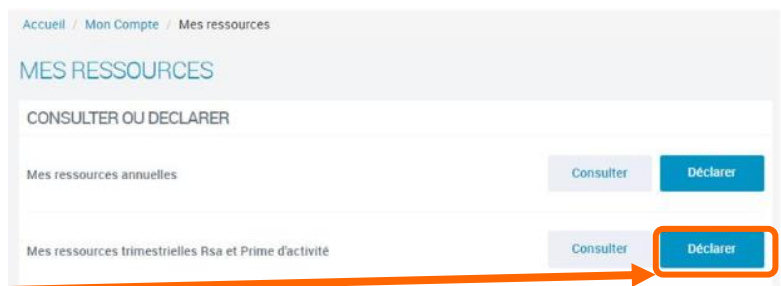 Accueil / Mon Compte / Mes ressources
MES RESSOURCES
CONSULTER OU DECLARER
Mes ressources annuelles Consulter Déclarer
Mes ressources trimestrielles Rsa et Prime d'activité Consulter Déclarer